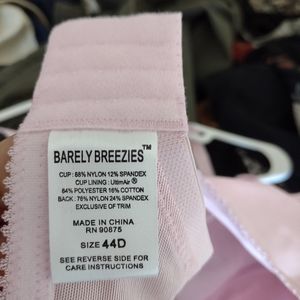 BARELY BREEZIES™
CUP : 88% NYLON 12% SPANDEX
CUP LINING : UltimAir®
84% POLYESTER 16% COTTON
BACK : 76% NYLON 24% SPANDEX
EXCLUSIVE OF TRIM
MADE IN CHINA
RN 90875
SIZE 44D
SEE REVERSE SIDE FOR
CARE INSTRUCTIONS